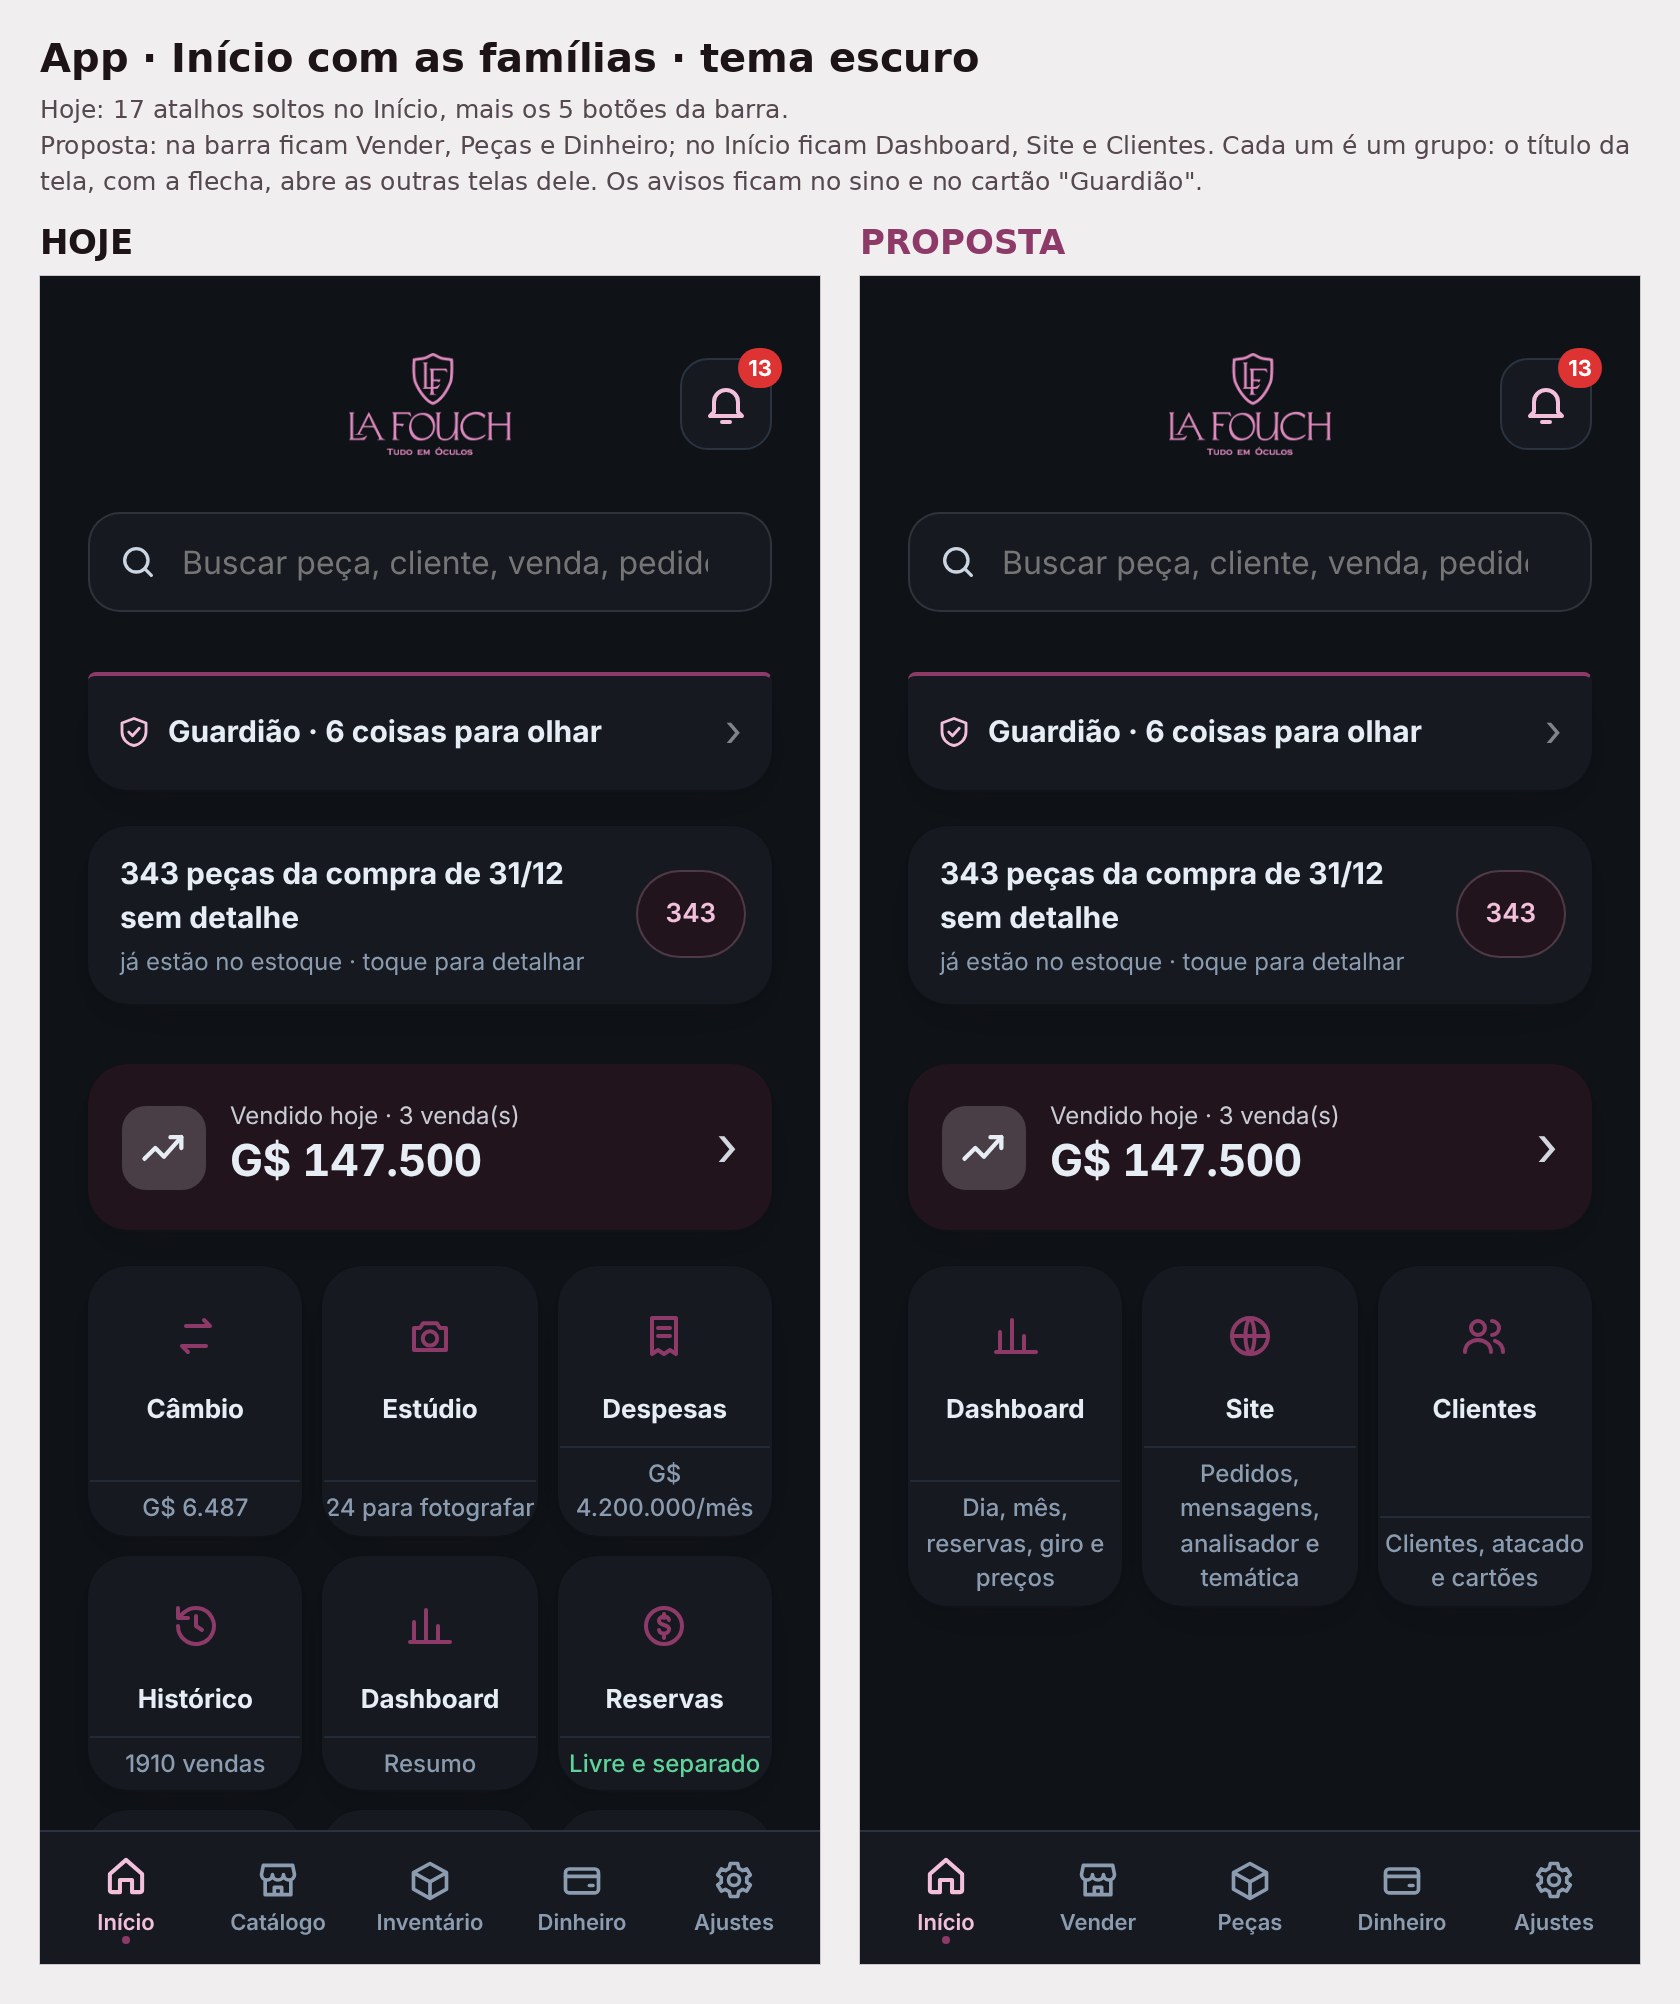 App · Início com as famílias · tema escuro
Hoje: 17 atalhos soltos no Início, mais os 5 botões da barra.
Proposta: na barra ficam Vender, Peças e Dinheiro; no Início ficam Dashboard, Site e Clientes. Cada um é um grupo: o título da
tela, com a flecha, abre as outras telas dele. Os avisos ficam no sino e no cartão "Guardião".
HOJE
LF
LA FOUCH
Tudo em Óculos
13
Buscar peça, cliente, venda, pedid
Guardião · 6 coisas para olhar
343 peças da compra de 31/12
sem detalhe
já estão no estoque · toque para detalhar
343
Vendido hoje · 3 venda(s)
G$ 147.500
Câmbio
G$ 6.487
Estúdio
24 para fotografar
Despesas
G$
4.200.000/mês
Histórico
1910 vendas
Dashboard
Resumo
Reservas
Livre e separado
Início
Catálogo
Inventário
Dinheiro
Ajustes
PROPOSTA
LF
LA FOUCH
Tudo em Óculos
13
Buscar peça, cliente, venda, pedid
Guardião · 6 coisas para olhar
343 peças da compra de 31/12
sem detalhe
já estão no estoque · toque para detalhar
343
Vendido hoje · 3 venda(s)
G$ 147.500
Dashboard
Dia, mês,
reservas, giro e
preços
Site
Pedidos,
mensagens,
analisador e
temática
Clientes
Clientes, atacado
e cartões
Início
Vender
Peças
Dinheiro
Ajustes